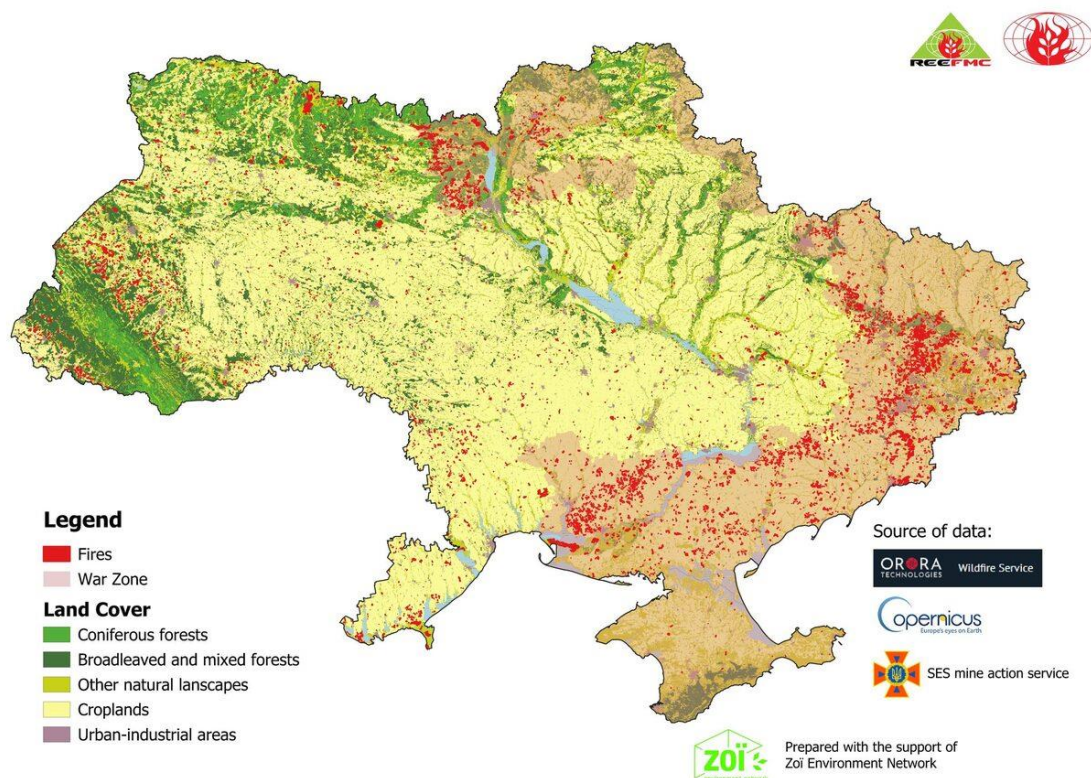 REEFMC
Legend
Fires
War Zone
Land Cover
Coniferous forests
Broadleaved and mixed forests
Other natural lanscapes
Croplands
Urban-industrial areas
Source of data:
ORORA
TECHNOLOGIES
Wildfire Service
opernicus
Europe's eyes on Earth
SES mine action service
ZOÏ
Prepared with the support of
Zoï Environment Network